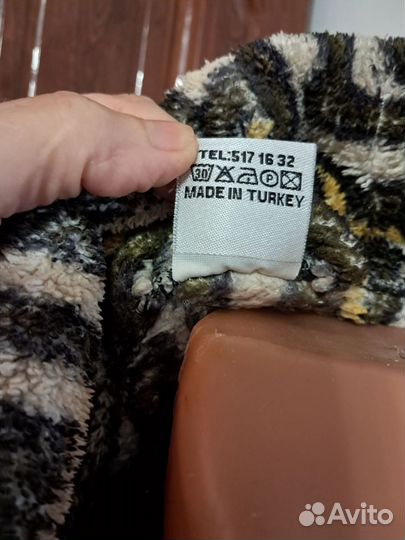 TEL:517 16 32
30 P
MADE IN TURKEY
Avito